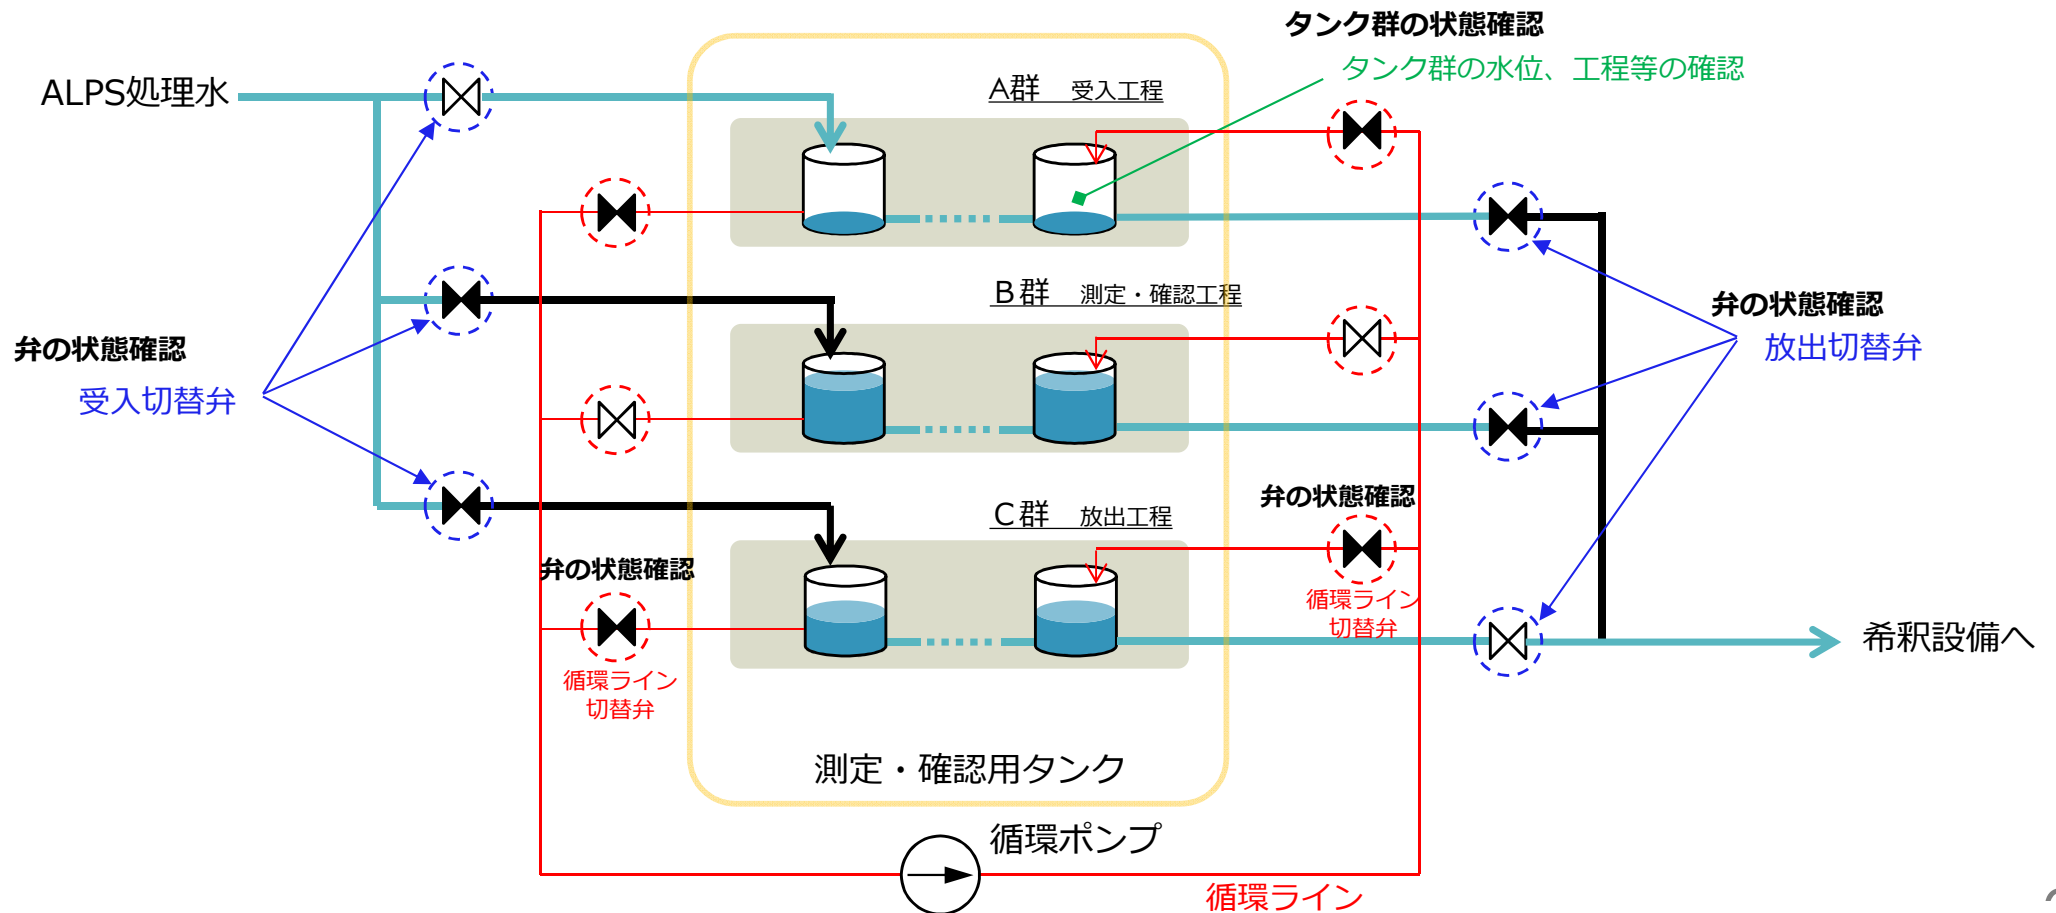 タンク群の状態確認
タンク群の水位、工程等の確認
ALPS処理水
A群 受入工程
B群 測定・確認工程
弁の状態確認
放出切替弁
弁の状態確認
受入切替弁
C群 放出工程
弁の状態確認
循環ライン
切替弁
弁の状態確認
循環ライン
切替弁
希釈設備へ
測定・確認用タンク
循環ポンプ
循環ライン